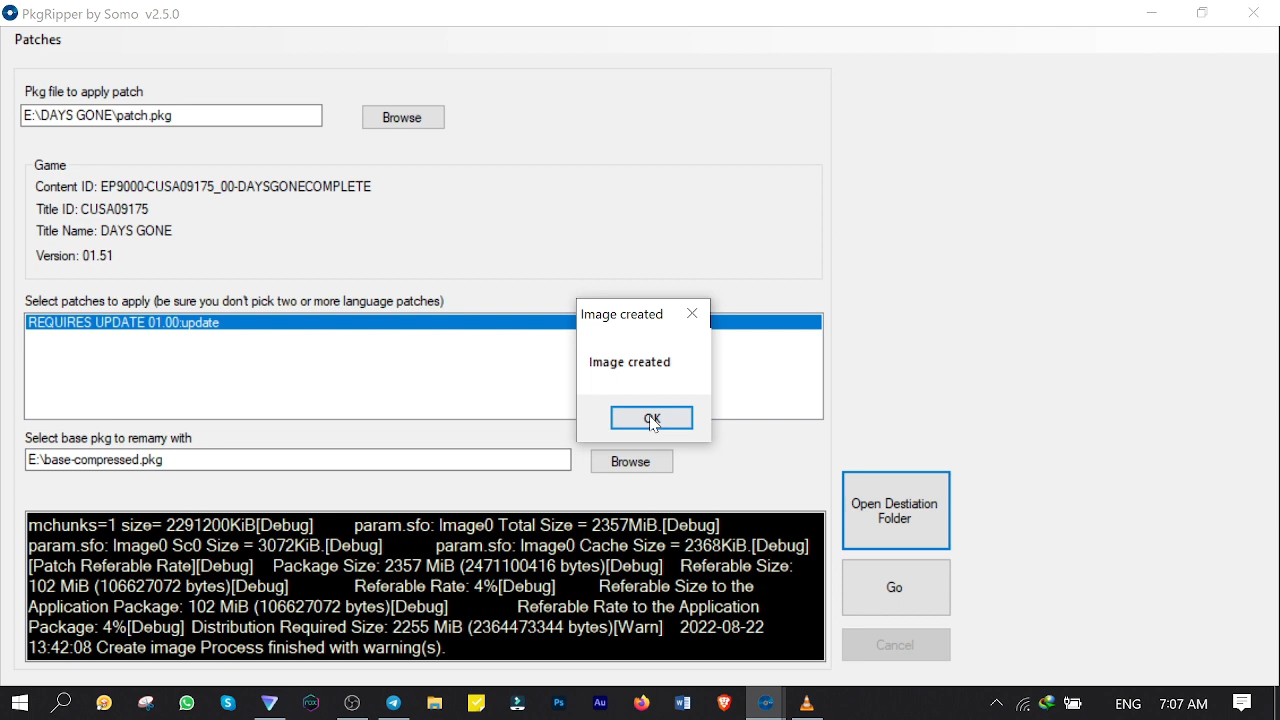 PkgRipper by Somo v2.5.0
Patches
Pkg file to apply patch
E:\DAYS GONE\patch.pkg
Browse
Game
Content ID: EP9000-CUSA09175_00-DAYSGONECOMPLETE
Title ID: CUSA09175
Title Name: DAYS GONE
Version: 01.51
Select patches to apply (be sure you don't pick two or more language patches)
REQUIRES UPDATE 01.00:update
Image created
Image created
OK
Select base pkg to remarry with
E:\base-compressed.pkg
Browse
mchunks=1 size= 2291200KiB[Debug] param.sfo: Image0 Total Size = 2357MiB.[Debug]
param.sfo: Image0 Sc0 Size = 3072KiB.[Debug] param.sfo: Image0 Cache Size = 2368KiB.[Debug]
[Patch Referable Rate][Debug] Package Size: 2357 MiB (2471100416 bytes)[Debug] Referable Size:
102 MiB (106627072 bytes)[Debug] Referable Rate: 4%[Debug] Referable Size to the
Application Package: 102 MiB (106627072 bytes)[Debug] Referable Rate to the Application
Package: 4%[Debug] Distribution Required Size: 2255 MiB (2364473344 bytes)[Warn] 2022-08-22
13:42:08 Create image Process finished with warning(s).
Open Destiation
Folder
Go
Cancel
Ps
Au
ENG
7:07 AM